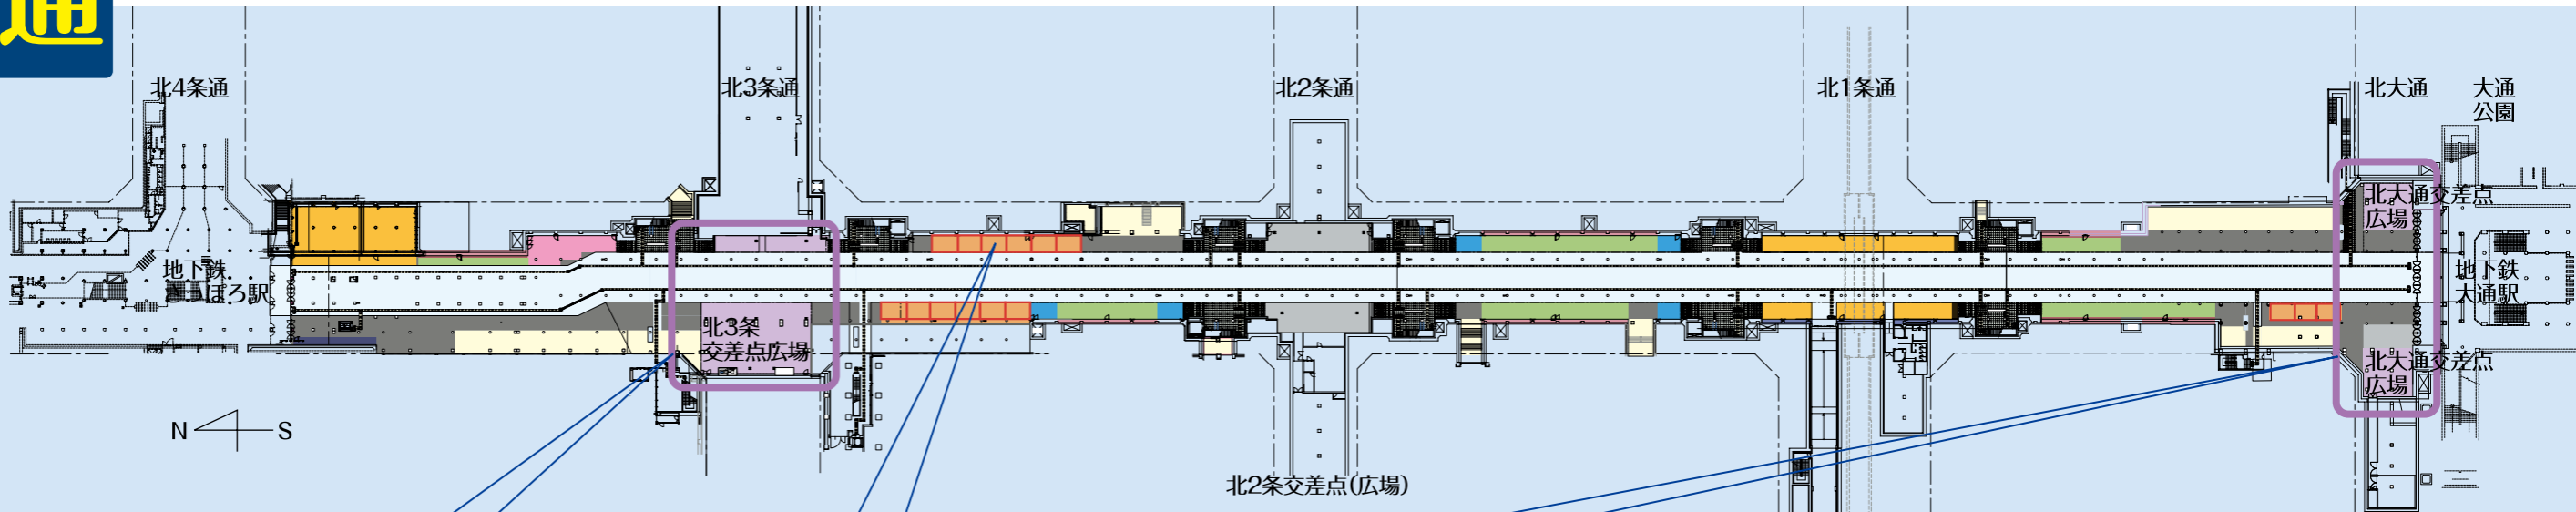 通
北4条通
北3条通
北2条通
北1条通
北大通
大通
公園
北大通交差点
広場
地下鉄
さっぽろ駅
地下鉄
大通駅
北3条
交差点広場
北大通交差点
広場
N
S
北2条交差点(広場)